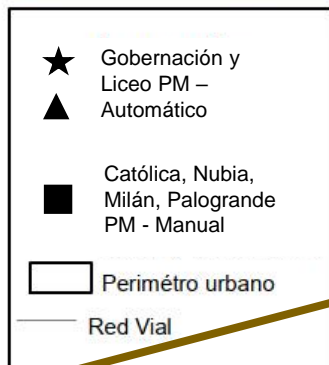 Gobernación y
Liceo PM –
Automático
Católica, Nubia,
Milán, Palogrande
PM - Manual
Perimétro urbano
Red Vial